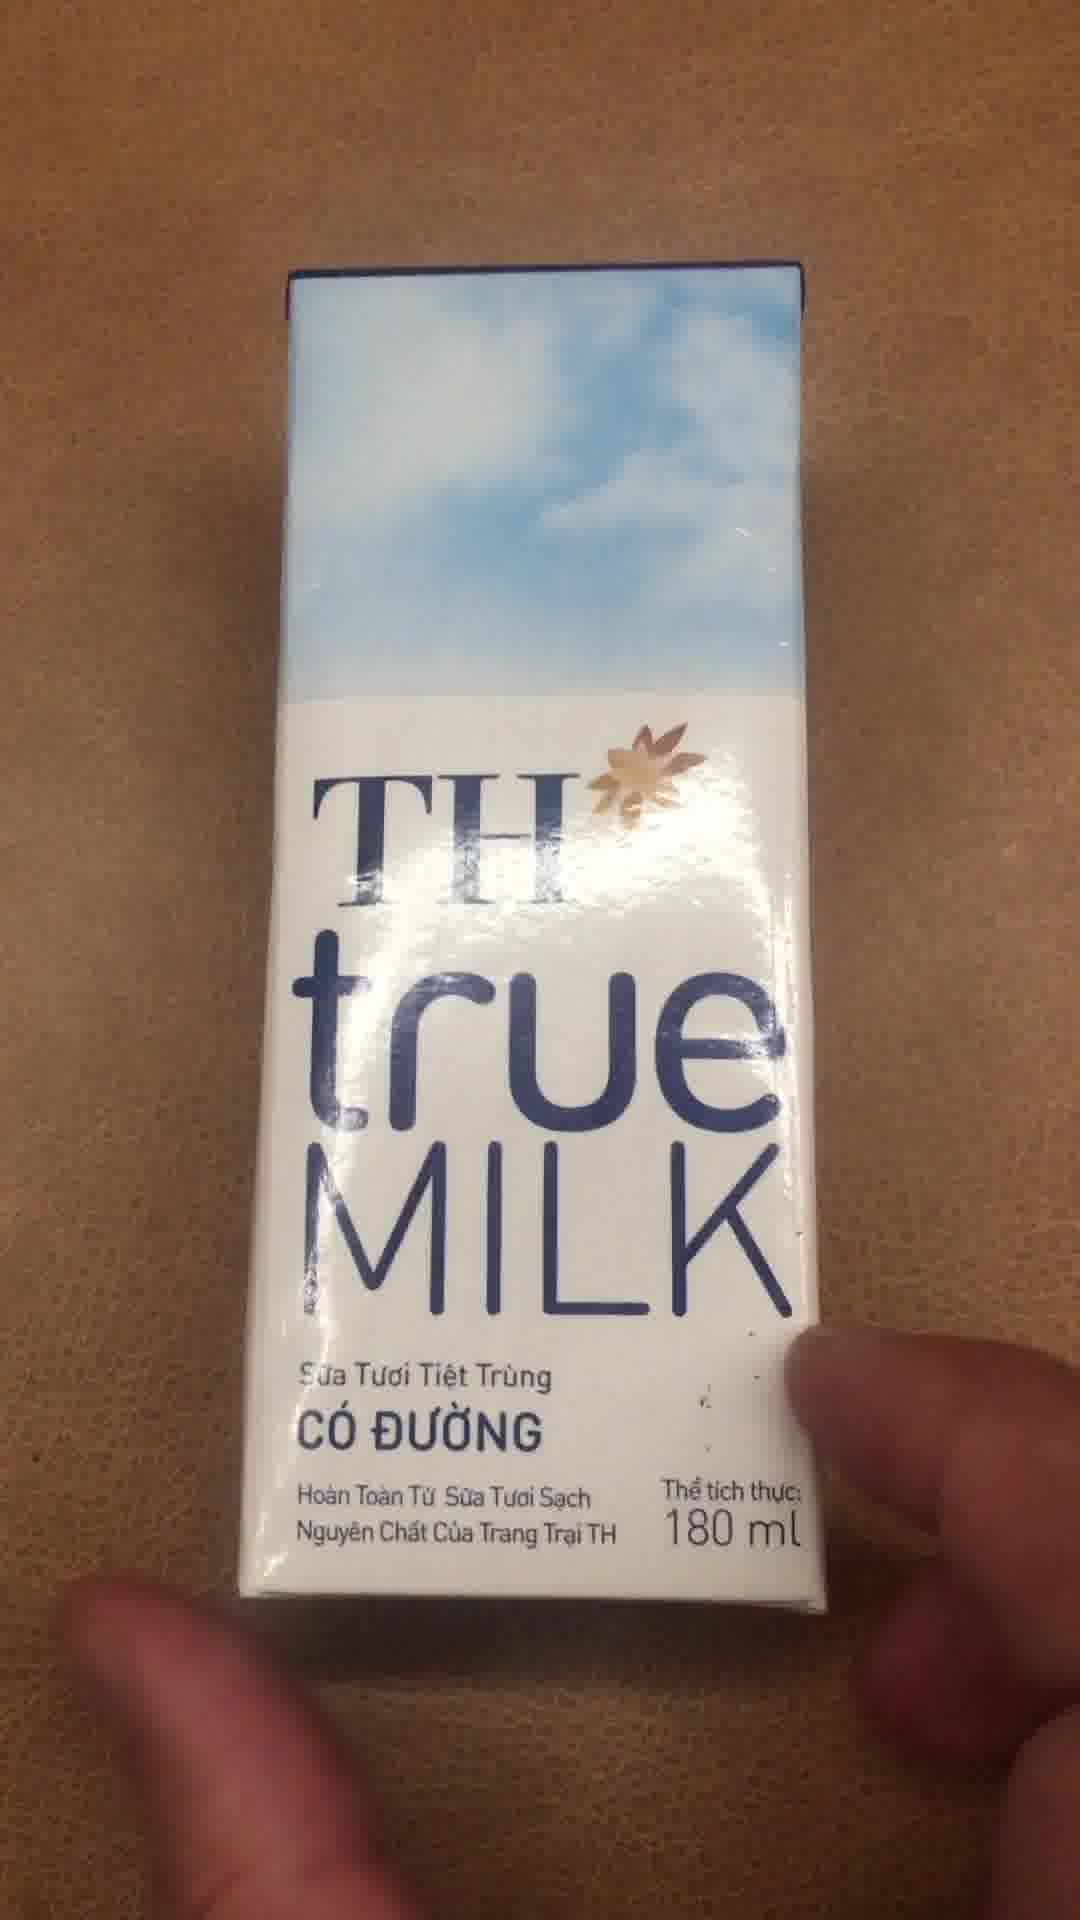 TH
true
MILK
Sữa Tươi Tiệt Trùng
CÓ ĐƯỜNG
Hoàn Toàn Từ Sữa Tươi Sạch
Nguyên Chất Của Trang Trại TH
Thể tích thực:
180 ml